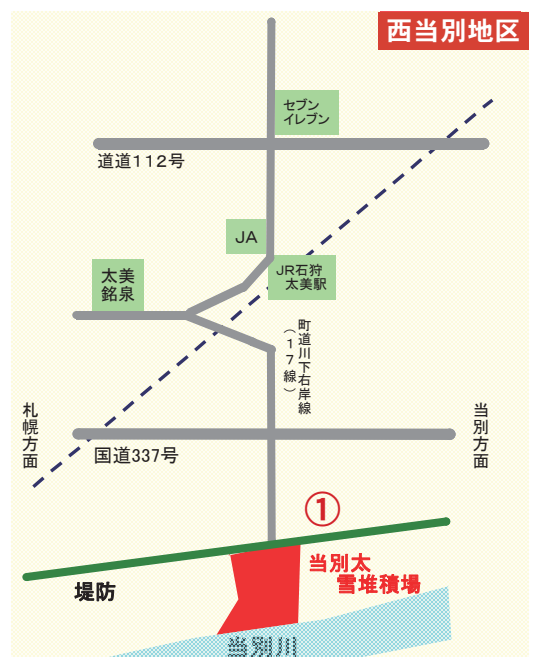 西当別地区
セブン
イレブン
道道112号
JA
太美
銘泉
JR石狩
太美駅
町道川下右岸線
（17線）
札幌方面
当別方面
国道337号
①
当別太
雪堆積場
堤防
当別川